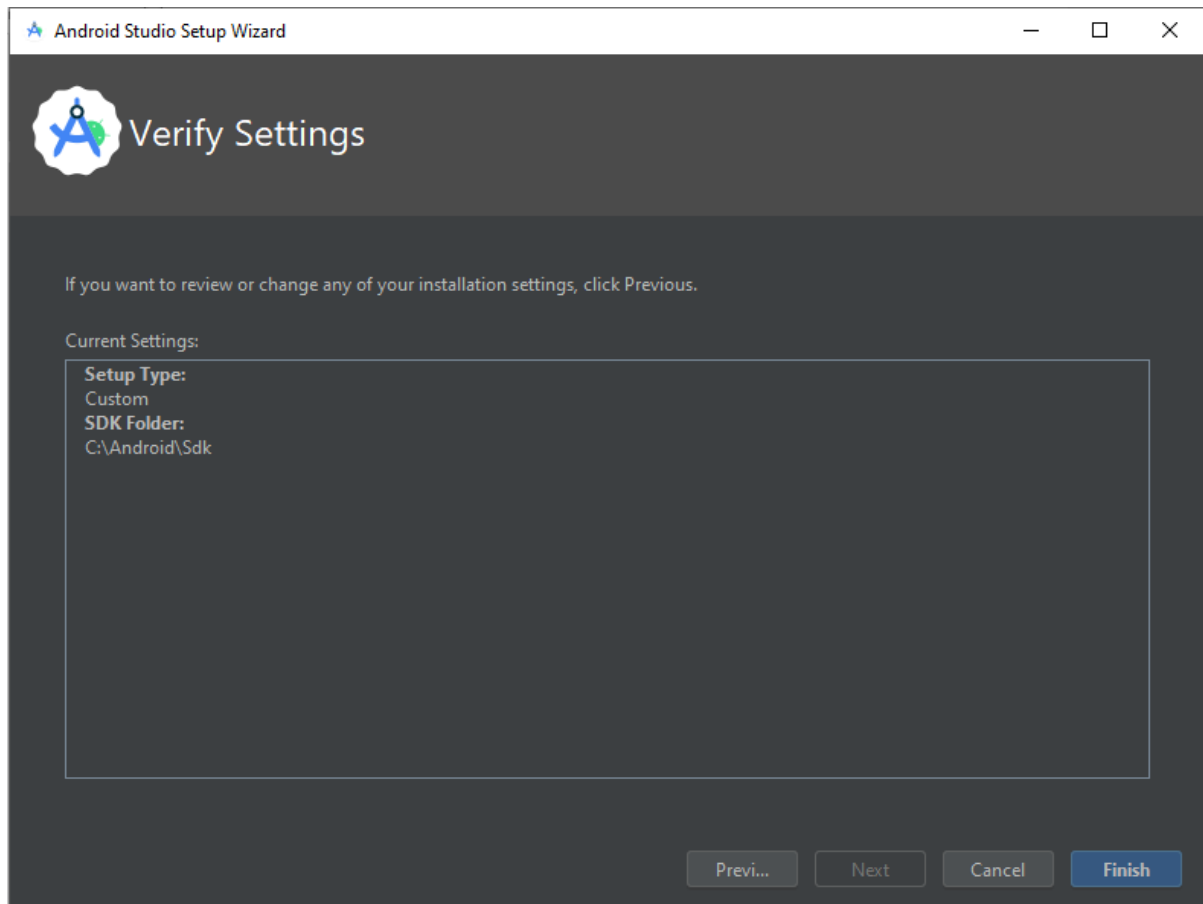 Android Studio Setup Wizard
Verify Settings
If you want to review or change any of your installation settings, click Previous.
Current Settings:
Setup Type:
Custom
SDK Folder:
C:\Android\Sdk
Previ... Next Cancel Finish